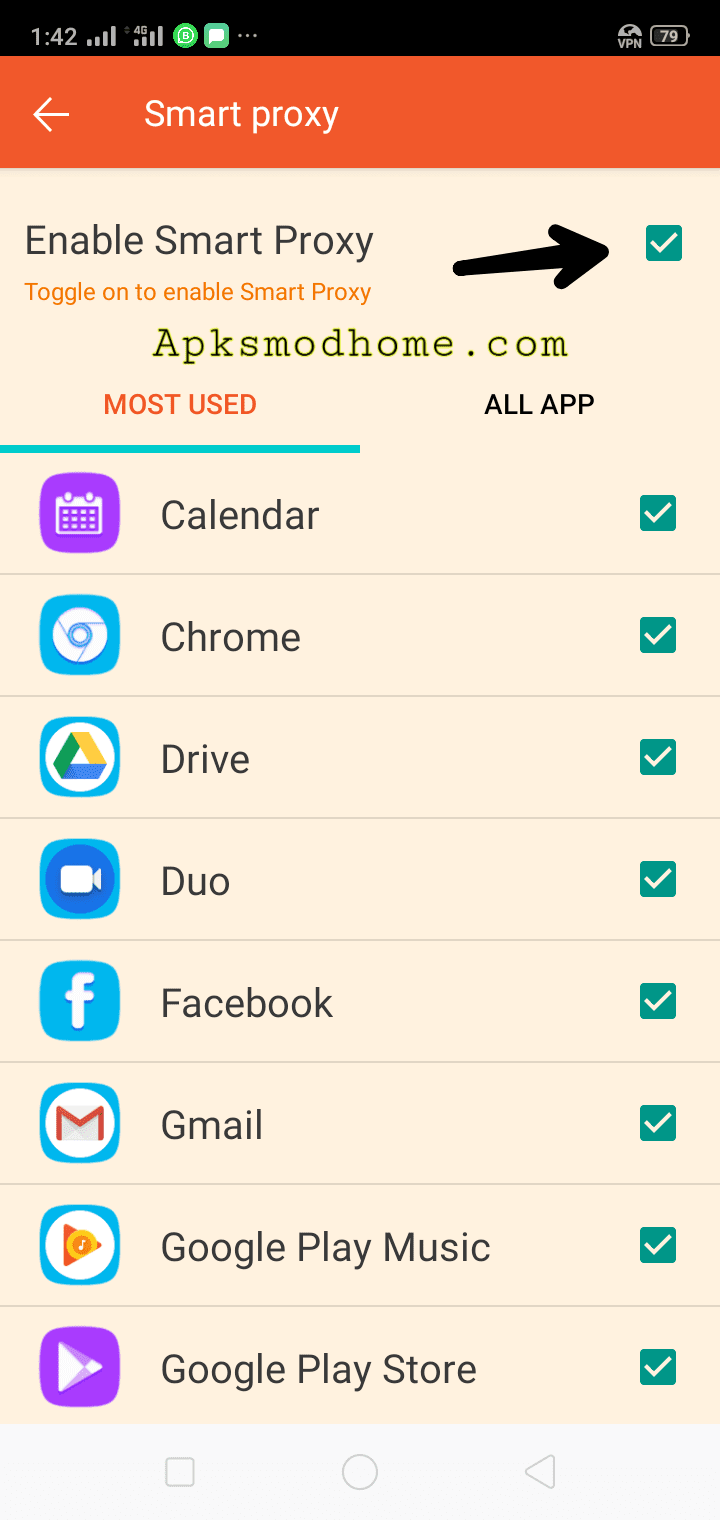 1:42 4G VPN 79
Smart proxy
Enable Smart Proxy
Toggle on to enable Smart Proxy
Apksmodhome.com
MOST USED ALL APP
Calendar
Chrome
Drive
Duo
Facebook
Gmail
Google Play Music
Google Play Store